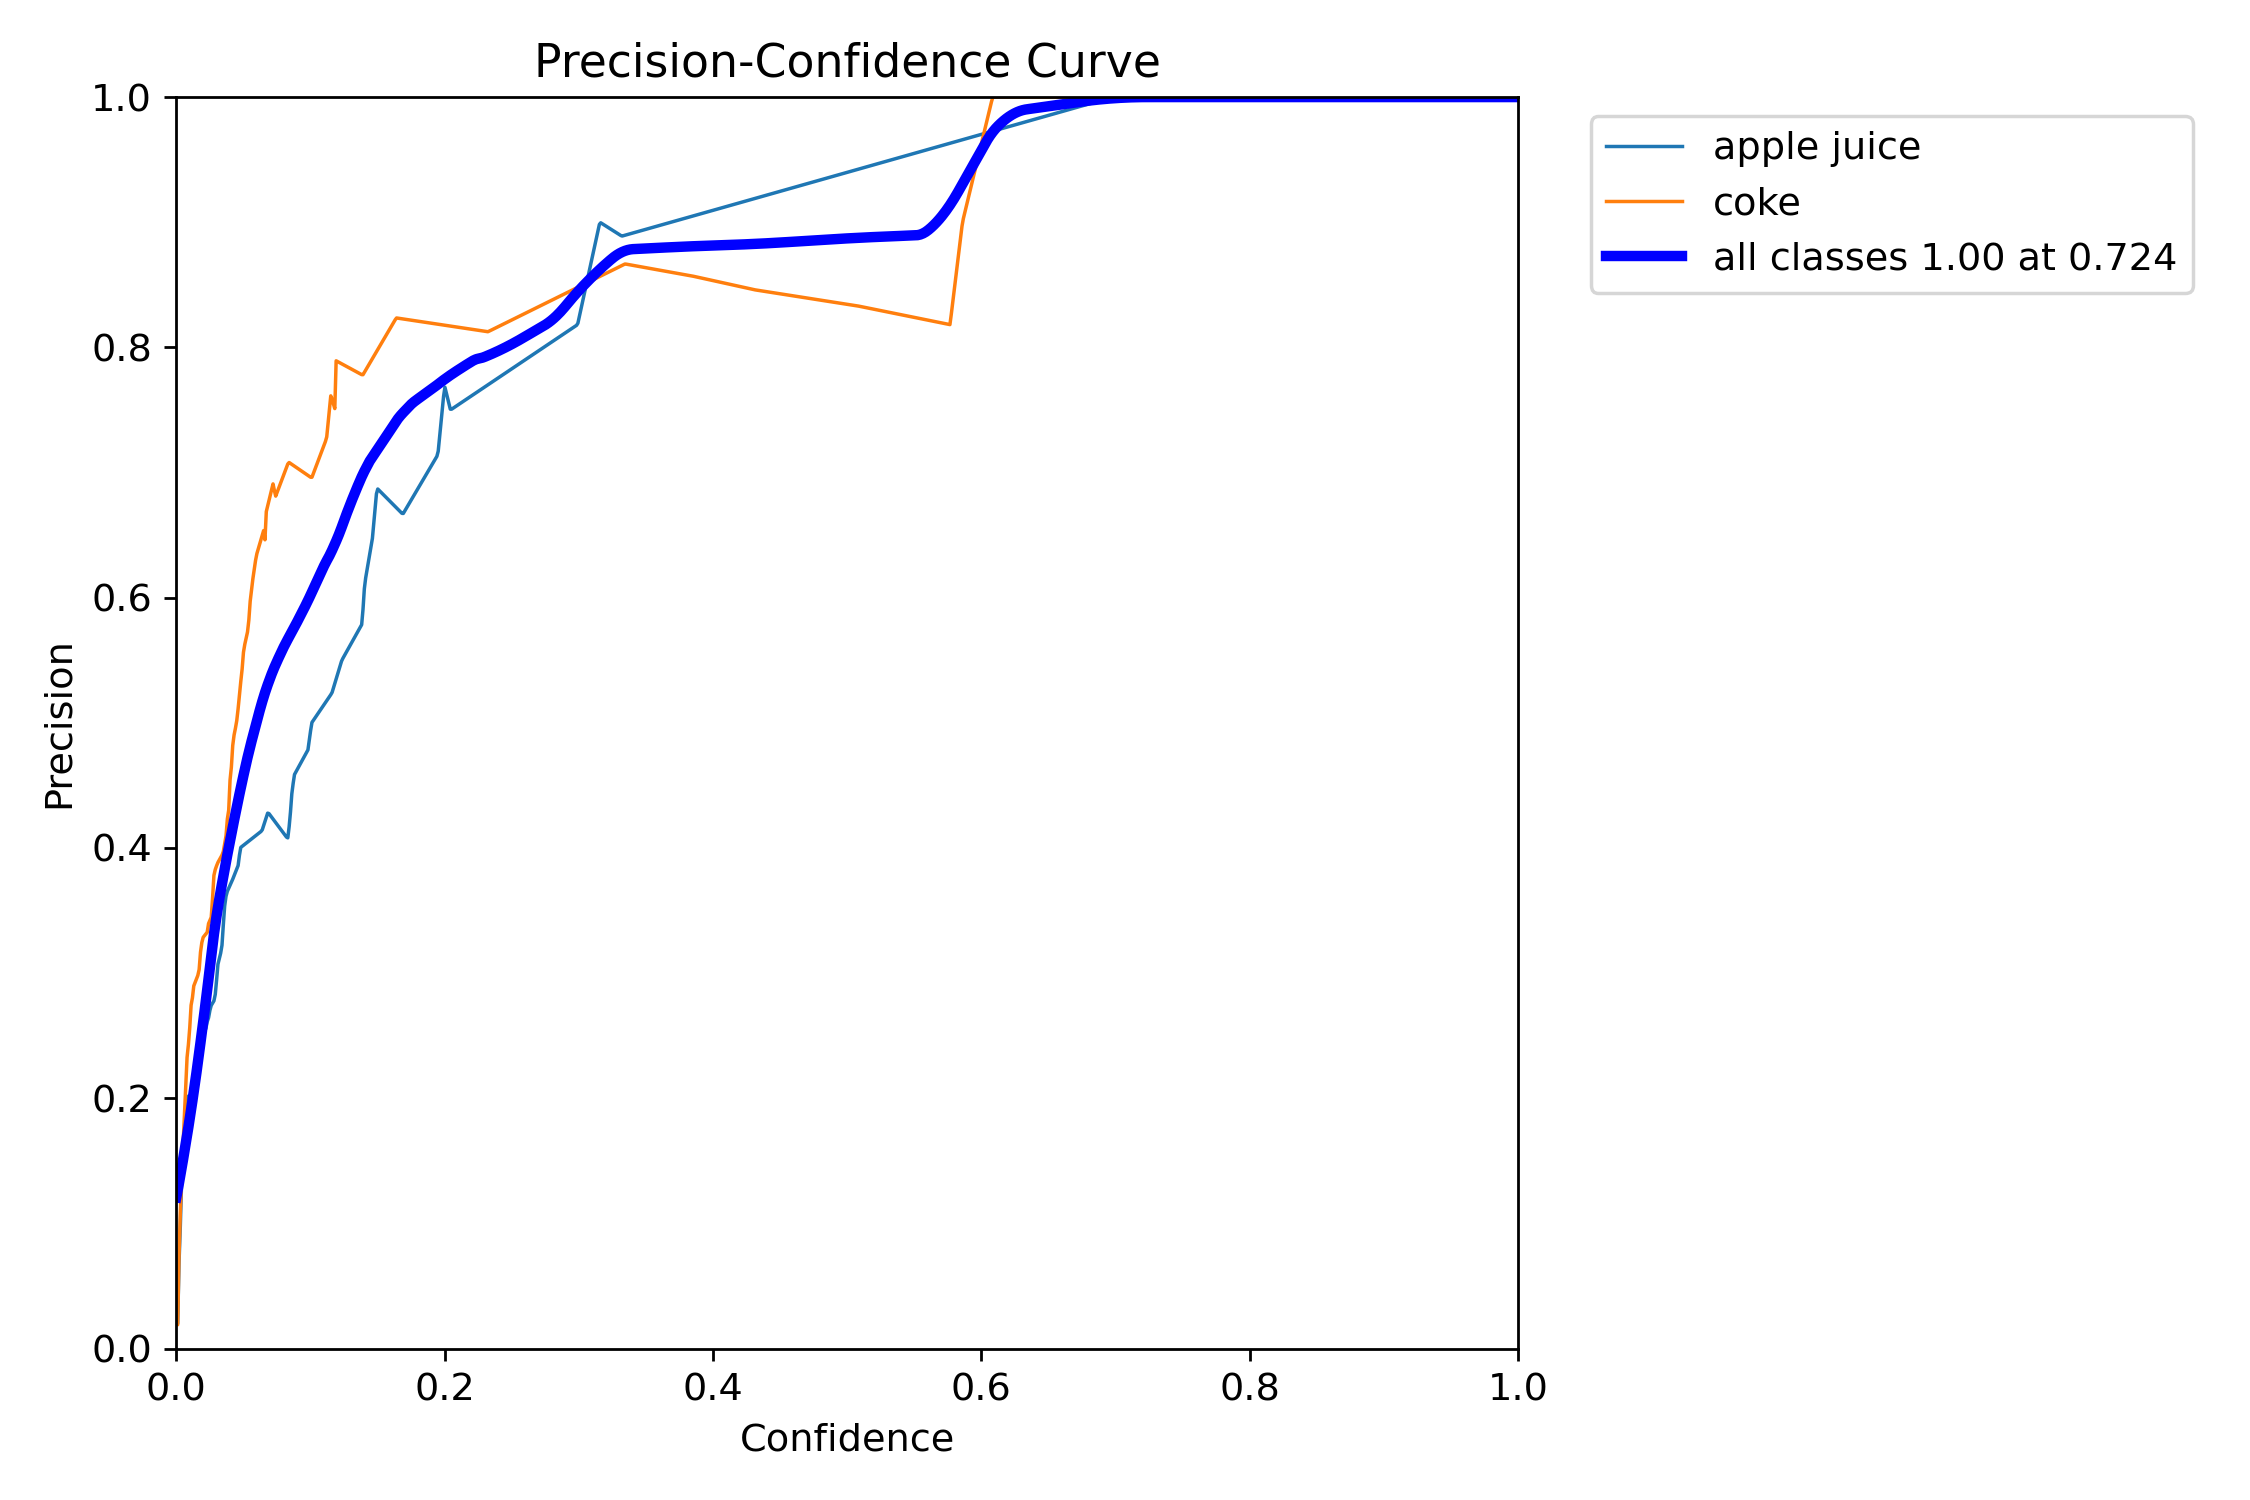 Precision-Confidence Curve
1.0
0.8
0.6
0.4
0.2
0.0
Precision
0.0 0.2 0.4 0.6 0.8 1.0
Confidence
apple juice
coke
all classes 1.00 at 0.724